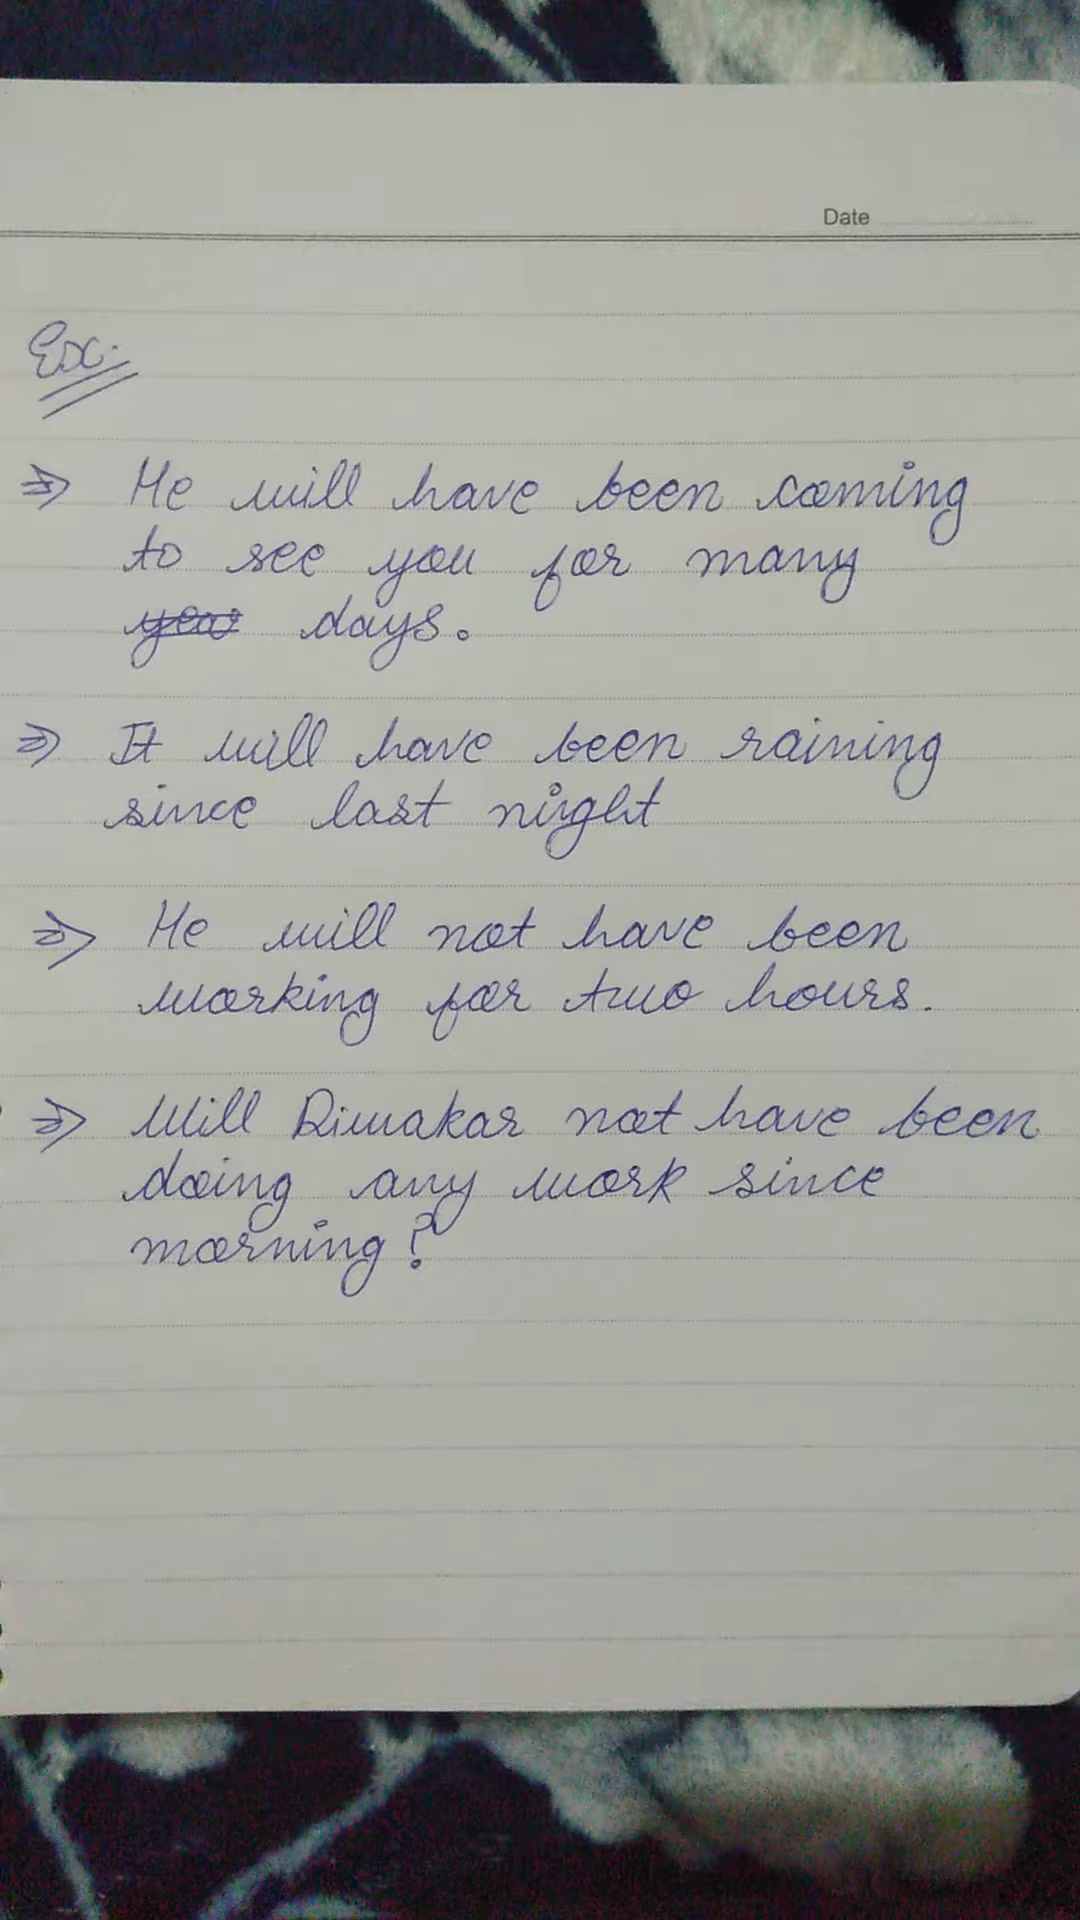 Date
Ex.
⇒ He will have been coming
to see you for many
~~year~~ days.
⇒ It will have been raining
since last night
⇒ He will not have been
working for two hours.
⇒ Will Diwakar not have been
doing any work since
morning?